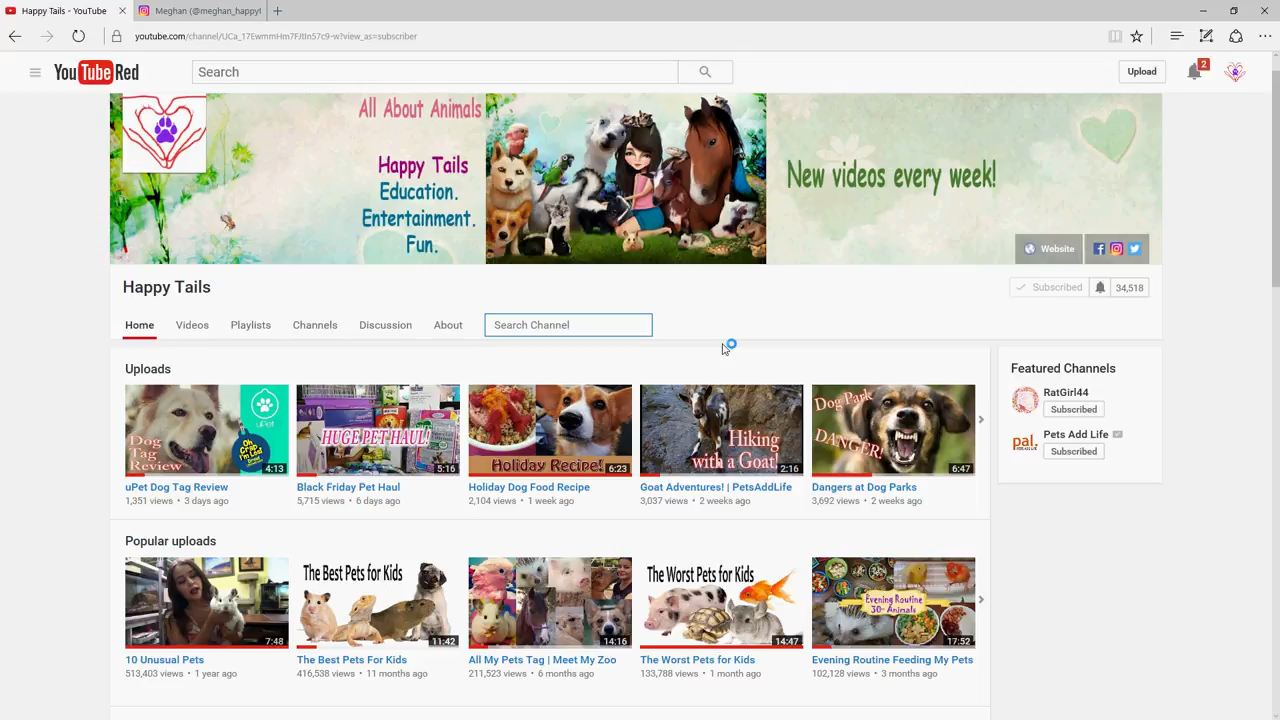 Happy Tails - YouTube
Meghan (@meghan_happyt
youtube.com/channel/UCa_17EwmmHm7FJtIn57c9-w?view_as=subscriber
YouTube Red
Search
Upload
2
All About Animals
Happy Tails
Education.
Entertainment.
Fun.
New videos every week!
Website
Happy Tails
Subscribed
34,518
Home
Videos
Playlists
Channels
Discussion
About
Search Channel
Uploads
Dog Tag Review
uPet
4:13
HUGE PET HAUL!
5:16
Holiday Recipe!
6:23
Hiking with a Goat!
2:16
Dog Park DANGER!
6:47
uPet Dog Tag Review
Black Friday Pet Haul
Holiday Dog Food Recipe
Goat Adventures! | PetsAddLife
Dangers at Dog Parks
1,351 views • 3 days ago
5,715 views • 6 days ago
2,104 views • 1 week ago
3,037 views • 2 weeks ago
3,692 views • 2 weeks ago
Featured Channels
RatGirl44
Subscribed
pal.
Pets Add Life
Subscribed
Popular uploads
7:48
The Best Pets for Kids
11:42
14:16
The Worst Pets for Kids
14:47
Evening Routine
30+ Animals
17:52
10 Unusual Pets
The Best Pets For Kids
All My Pets Tag | Meet My Zoo
The Worst Pets for Kids
Evening Routine Feeding My Pets
513,403 views • 1 year ago
416,538 views • 11 months ago
211,523 views • 6 months ago
133,788 views • 1 month ago
102,128 views • 3 months ago